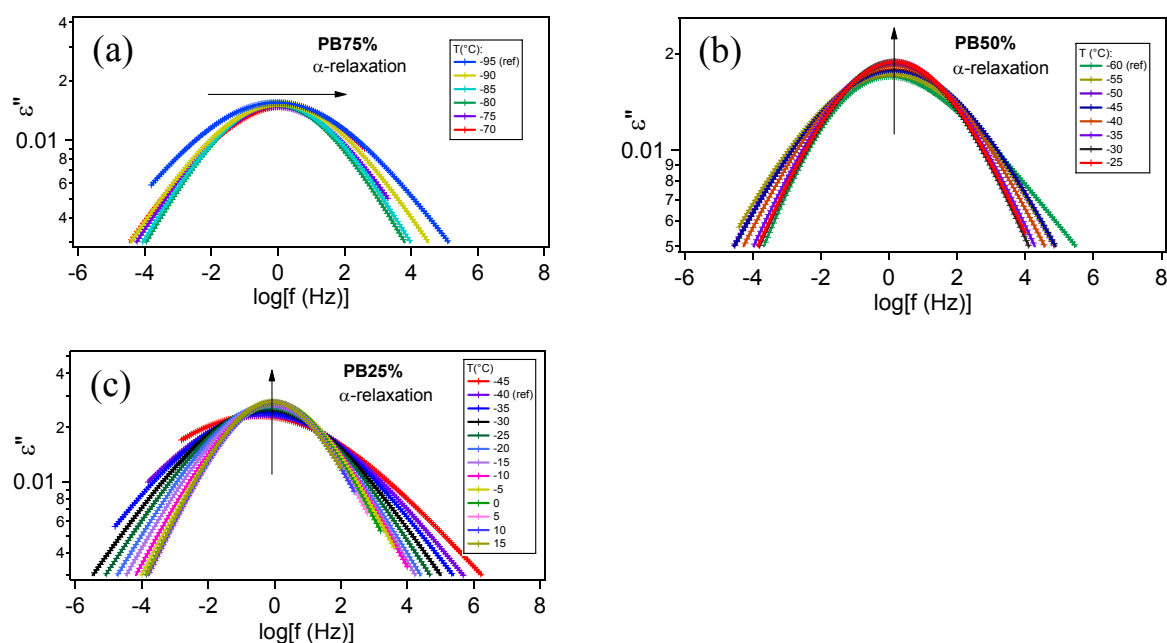 (a)
PB75%
α-relaxation
T(°C):
-95 (ref)
-90
-85
-80
-75
-70
4
2
0.01
8
6
4
ε"
-6 -4 -2 0 2 4 6 8
log[f (Hz)]
(b)
PB50%
α-relaxation
T (°C):
-60 (ref)
-55
-50
-45
-40
-35
-30
-25
2
0.01
9
8
7
6
5
ε"
-6 -4 -2 0 2 4 6 8
log[f (Hz)]
(c)
PB25%
α-relaxation
T(°C)
-45
-40 (ref)
-35
-30
-25
-20
-15
-10
-5
0
5
10
15
4
2
0.01
8
6
4
ε"
-6 -4 -2 0 2 4 6 8
log[f (Hz)]